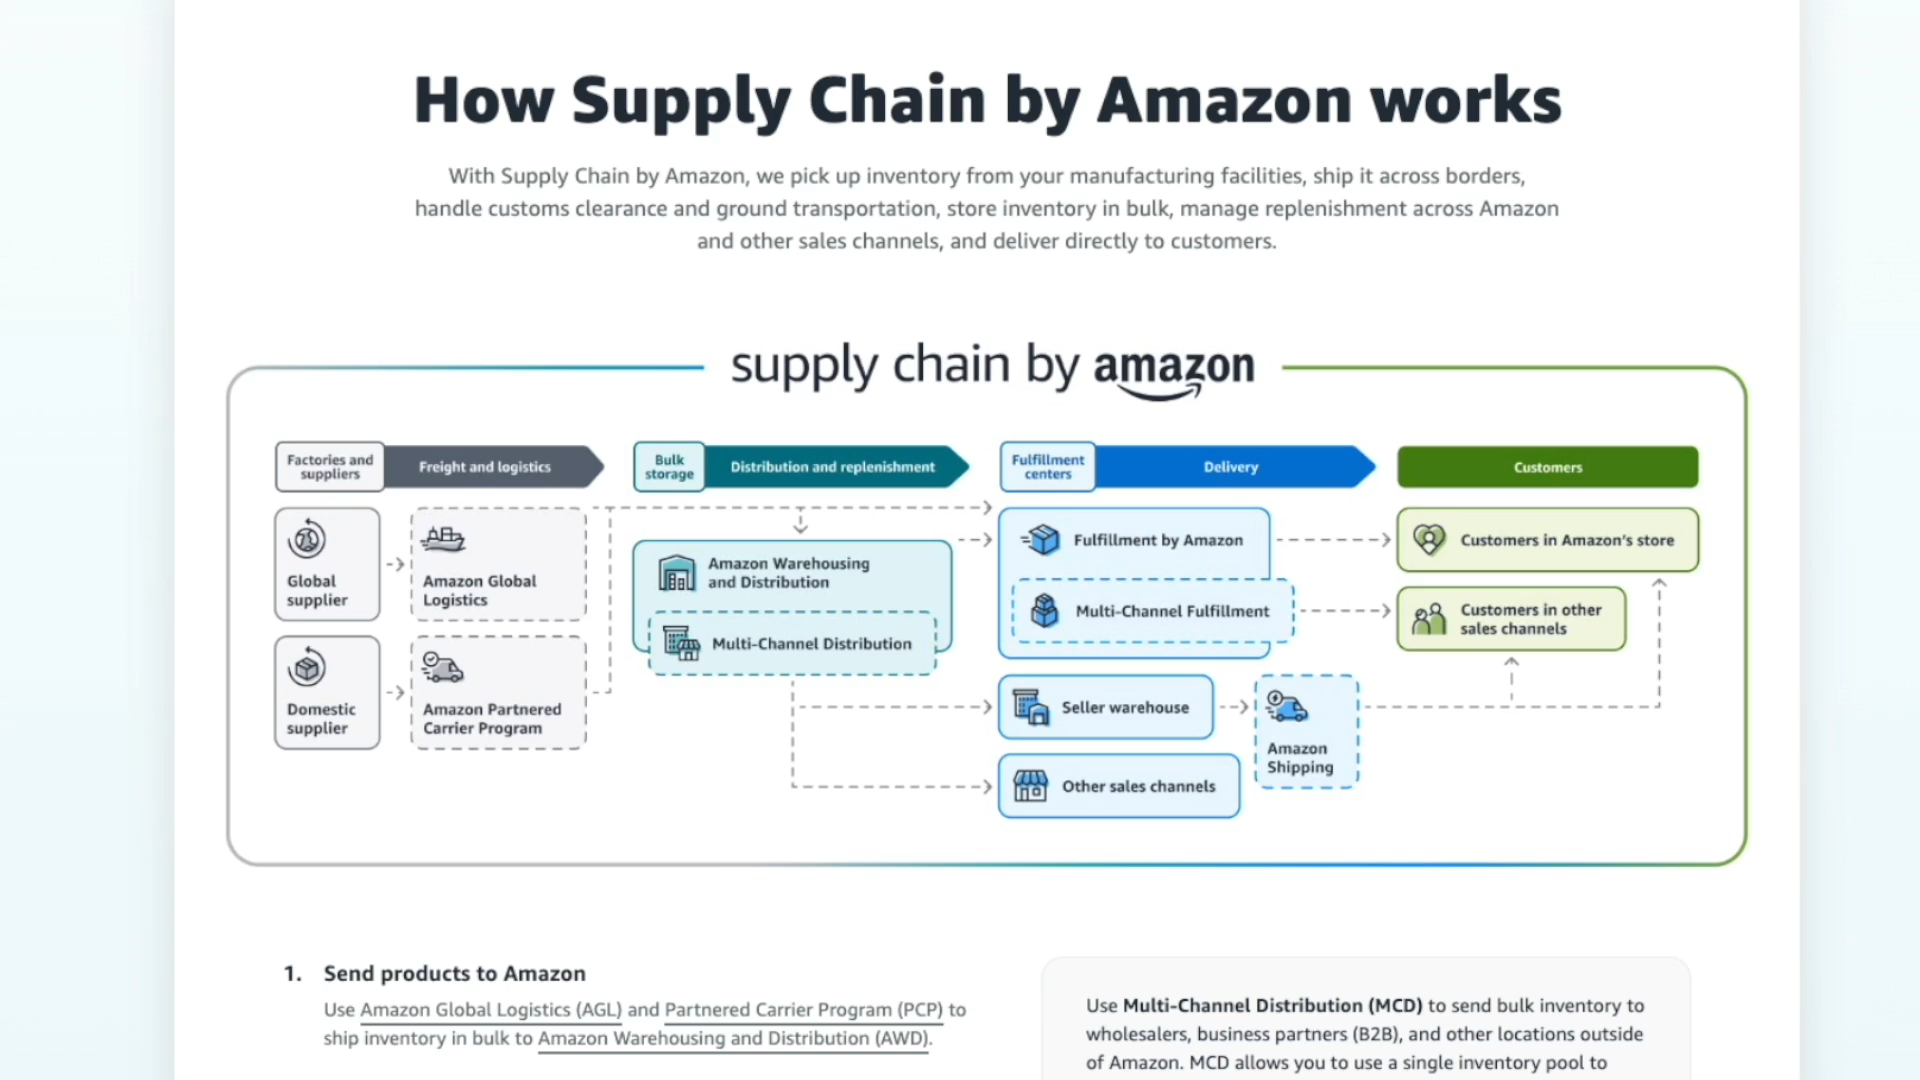 How Supply Chain by Amazon works
With Supply Chain by Amazon, we pick up inventory from your manufacturing facilities, ship it across borders,
handle customs clearance and ground transportation, store inventory in bulk, manage replenishment across Amazon
and other sales channels, and deliver directly to customers.
supply chain by amazon
Factories and
suppliers
Freight and logistics
Bulk
storage
Distribution and replenishment
Fulfillment
centers
Delivery
Customers
Global
supplier
Amazon Global
Logistics
Domestic
supplier
Amazon Partnered
Carrier Program
Amazon Warehousing
and Distribution
Multi-Channel Distribution
Fulfillment by Amazon
Multi-Channel Fulfillment
Seller warehouse
Other sales channels
Amazon
Shipping
Customers in Amazon's store
Customers in other
sales channels
1. Send products to Amazon
Use Amazon Global Logistics (AGL) and Partnered Carrier Program (PCP) to
ship inventory in bulk to Amazon Warehousing and Distribution (AWD).
Use Multi-Channel Distribution (MCD) to send bulk inventory to
wholesalers, business partners (B2B), and other locations outside
of Amazon. MCD allows you to use a single inventory pool to